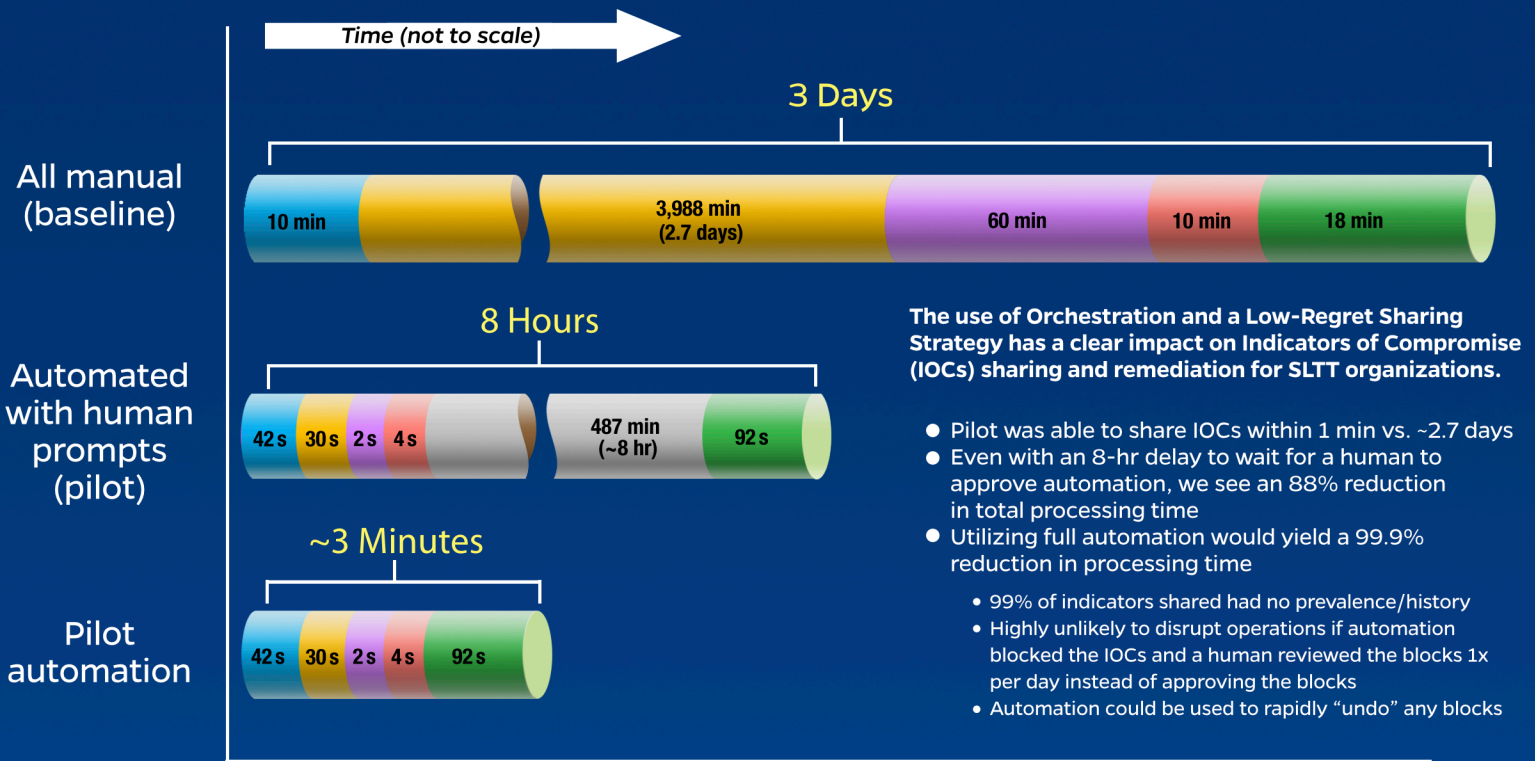 Time (not to scale)
3 Days
All manual
(baseline)
10 min
3,988 min
(2.7 days)
60 min
10 min
18 min
8 Hours
Automated
with human
prompts
(pilot)
42 s
30 s
2 s
4 s
487 min
(~8 hr)
92 s
The use of Orchestration and a Low-Regret Sharing
Strategy has a clear impact on Indicators of Compromise
(IOCs) sharing and remediation for SLTT organizations.
● Pilot was able to share IOCs within 1 min vs. ~2.7 days
● Even with an 8-hr delay to wait for a human to
approve automation, we see an 88% reduction
in total processing time
● Utilizing full automation would yield a 99.9%
reduction in processing time
• 99% of indicators shared had no prevalence/history
• Highly unlikely to disrupt operations if automation
blocked the IOCs and a human reviewed the blocks 1x
per day instead of approving the blocks
• Automation could be used to rapidly “undo” any blocks
~3 Minutes
Pilot
automation
42 s
30 s
2 s
4 s
92 s